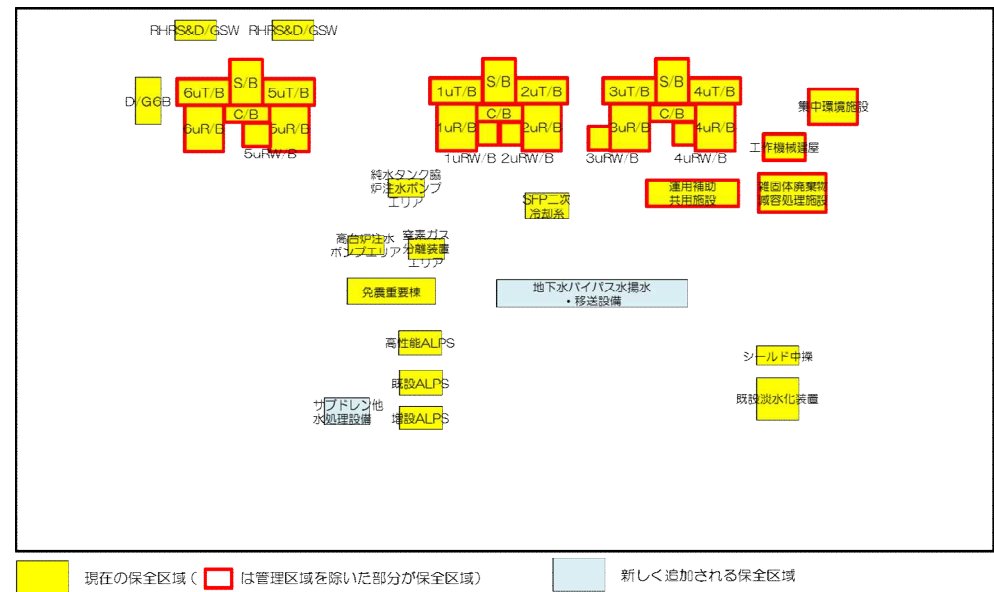 RHRS&D/GSW
RHRS&D/GSW
D/G6B
6uT/B
S/B
5uT/B
C/B
6uR/B
5uR/B
5uRW/B
1uT/B
S/B
2uT/B
C/B
1uR/B
2uR/B
1uRW/B
2uRW/B
3uT/B
S/B
4uT/B
C/B
3uR/B
4uR/B
3uRW/B
4uRW/B
集中環境施設
工作機械建屋
純水タンク脇
炉注水ポンプ
エリア
SFP二次
冷却系
運用補助
共用施設
雑固体廃棄物
減容処理施設
高台炉注水
ポンプエリア
窒素ガス
分離装置
エリア
免震重要棟
地下水バイパス水揚水
・移送設備
高性能ALPS
シールド中操
既設ALPS
既設淡水化装置
サブドレン他
水処理設備
増設ALPS
現在の保全区域(
は管理区域を除いた部分が保全区域)
新しく追加される保全区域